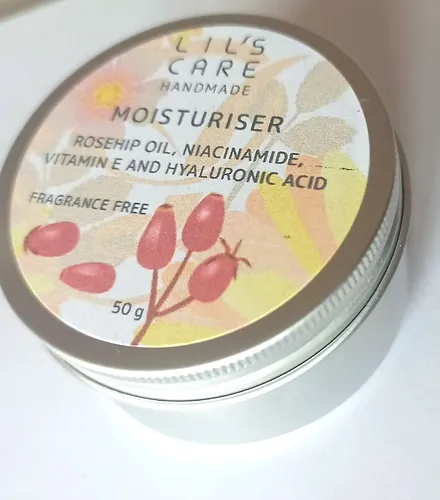 LIL'S
CARE
HANDMADE
MOISTURISER
ROSEHIP OIL, NIACINAMIDE,
VITAMIN E AND HYALURONIC ACID
FRAGRANCE FREE
50 g